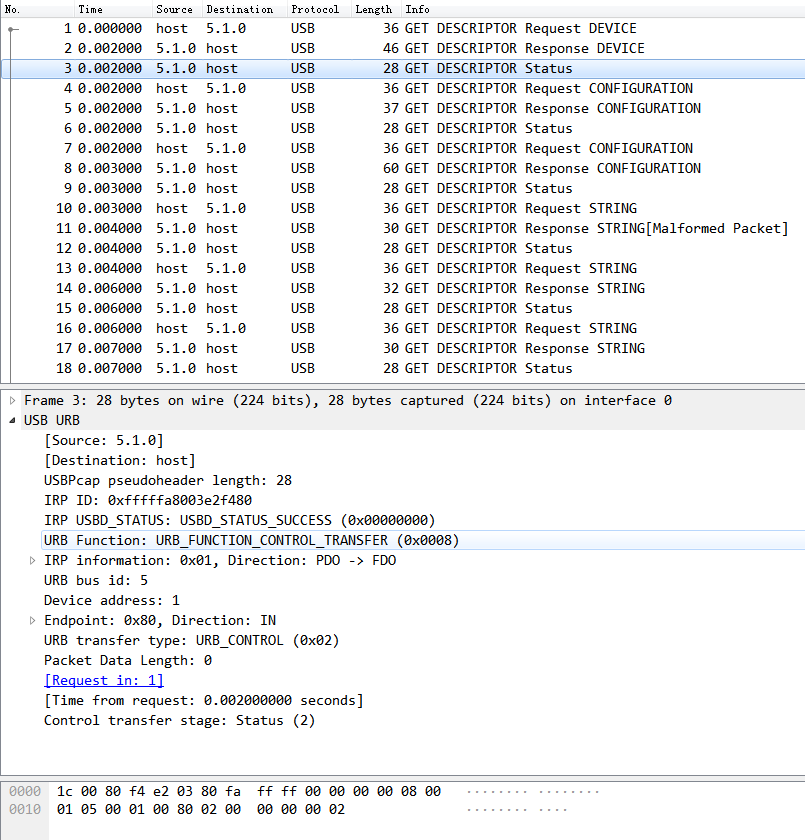 No. Time Source Destination Protocol Length Info
1 0.000000 host 5.1.0 USB 36 GET DESCRIPTOR Request DEVICE
2 0.002000 5.1.0 host USB 46 GET DESCRIPTOR Response DEVICE
3 0.002000 5.1.0 host USB 28 GET DESCRIPTOR Status
4 0.002000 host 5.1.0 USB 36 GET DESCRIPTOR Request CONFIGURATION
5 0.002000 5.1.0 host USB 37 GET DESCRIPTOR Response CONFIGURATION
6 0.002000 5.1.0 host USB 28 GET DESCRIPTOR Status
7 0.002000 host 5.1.0 USB 36 GET DESCRIPTOR Request CONFIGURATION
8 0.003000 5.1.0 host USB 60 GET DESCRIPTOR Response CONFIGURATION
9 0.003000 5.1.0 host USB 28 GET DESCRIPTOR Status
10 0.003000 host 5.1.0 USB 36 GET DESCRIPTOR Request STRING
11 0.004000 5.1.0 host USB 30 GET DESCRIPTOR Response STRING[Malformed Packet]
12 0.004000 5.1.0 host USB 28 GET DESCRIPTOR Status
13 0.004000 host 5.1.0 USB 36 GET DESCRIPTOR Request STRING
14 0.006000 5.1.0 host USB 32 GET DESCRIPTOR Response STRING
15 0.006000 5.1.0 host USB 28 GET DESCRIPTOR Status
16 0.006000 host 5.1.0 USB 36 GET DESCRIPTOR Request STRING
17 0.007000 5.1.0 host USB 30 GET DESCRIPTOR Response STRING
18 0.007000 5.1.0 host USB 28 GET DESCRIPTOR Status
Frame 3: 28 bytes on wire (224 bits), 28 bytes captured (224 bits) on interface 0
USB URB
[Source: 5.1.0]
[Destination: host]
USBPcap pseudoheader length: 28
IRP ID: 0xfffffa8003e2f480
IRP USBD_STATUS: USBD_STATUS_SUCCESS (0x00000000)
URB Function: URB_FUNCTION_CONTROL_TRANSFER (0x0008)
IRP information: 0x01, Direction: PDO -> FDO
URB bus id: 5
Device address: 1
Endpoint: 0x80, Direction: IN
URB transfer type: URB_CONTROL (0x02)
Packet Data Length: 0
[Request in: 1]
[Time from request: 0.002000000 seconds]
Control transfer stage: Status (2)
0000 1c 00 80 f4 e2 03 80 fa ff ff 00 00 00 00 08 00 ........ ........
0010 01 05 00 01 00 80 02 00 00 00 00 02 ........ ....